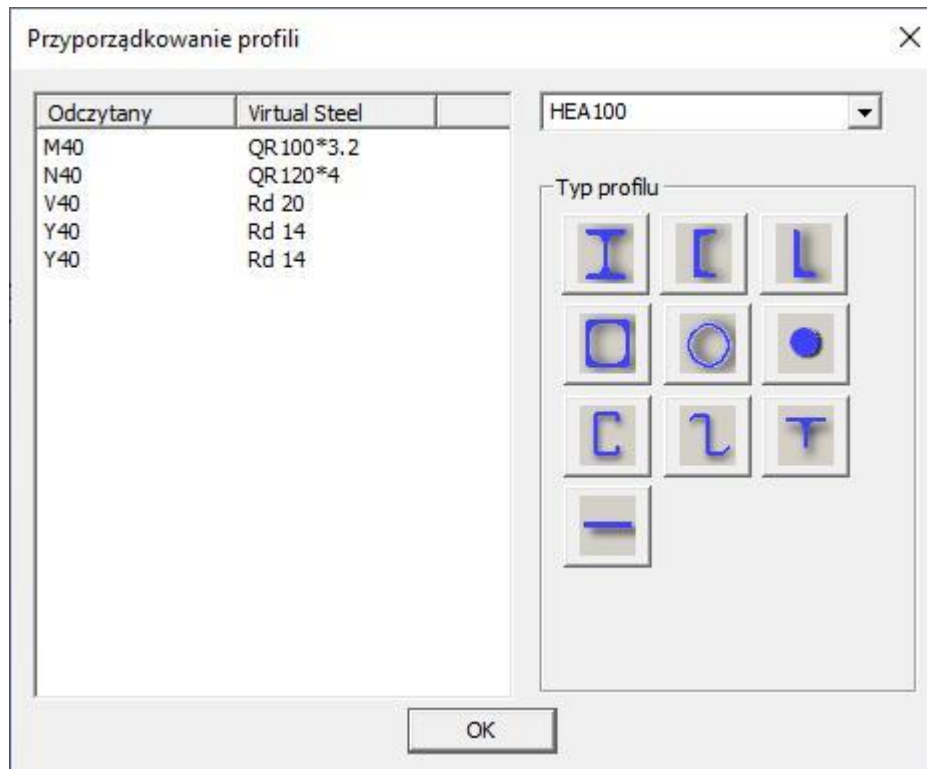 Przyporządkowanie profili
Odczytany Virtual Steel
M40 QR100*3.2
N40 QR120*4
V40 Rd 20
Y40 Rd 14
Y40 Rd 14
HEA100
Typ profilu
OK